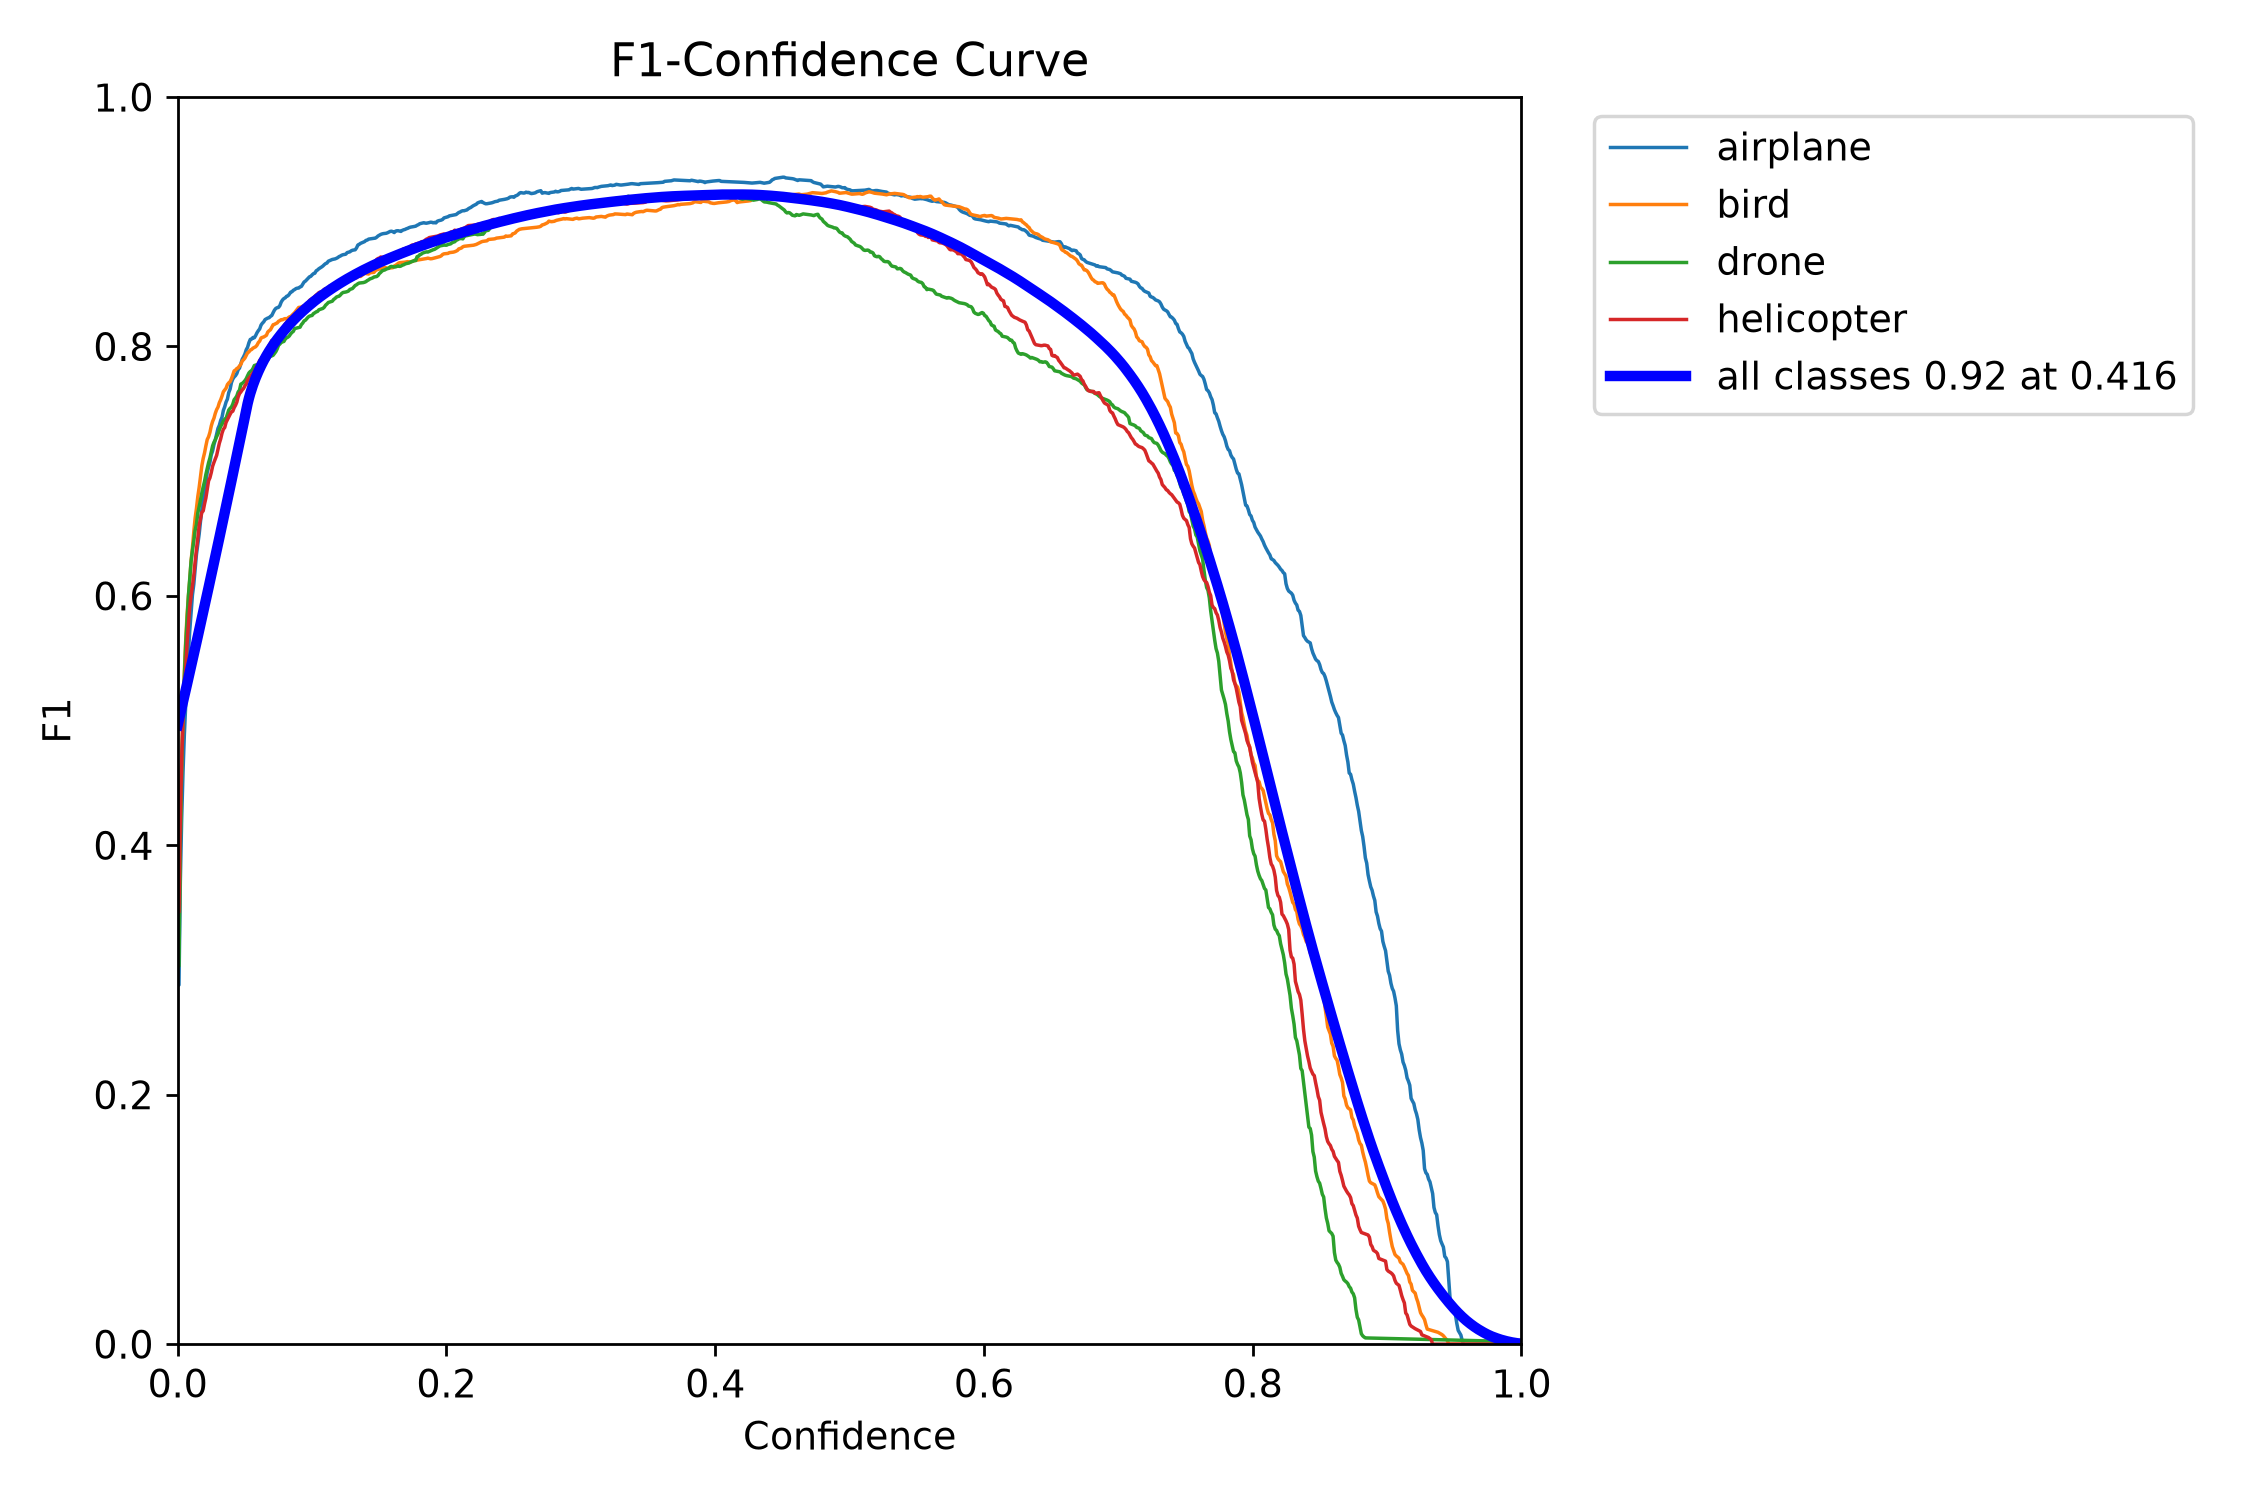 F1-Confidence Curve
1.0
0.8
0.6
0.4
0.2
0.0
F1
0.0 0.2 0.4 0.6 0.8 1.0
Confidence
airplane
bird
drone
helicopter
all classes 0.92 at 0.416